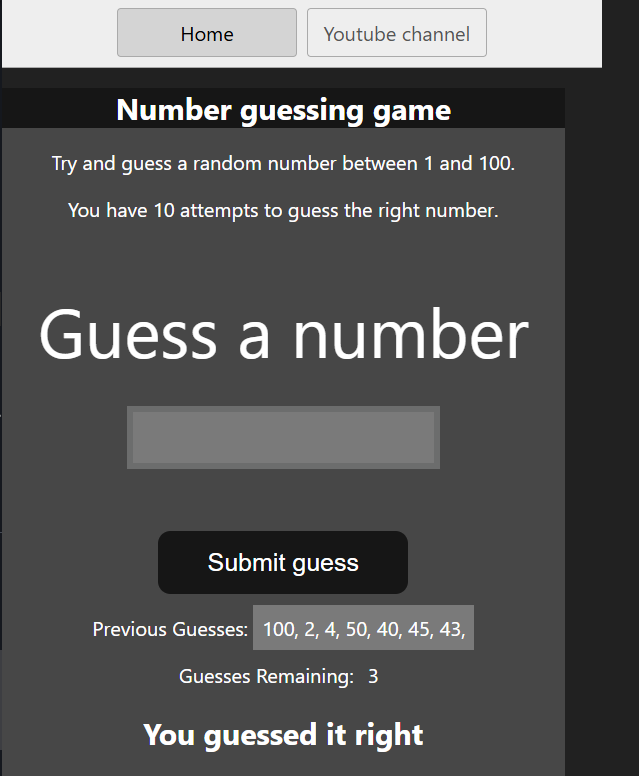 Home
Youtube channel
Number guessing game
Try and guess a random number between 1 and 100.
You have 10 attempts to guess the right number.
Guess a number
Submit guess
Previous Guesses: 100, 2, 4, 50, 40, 45, 43,
Guesses Remaining: 3
You guessed it right